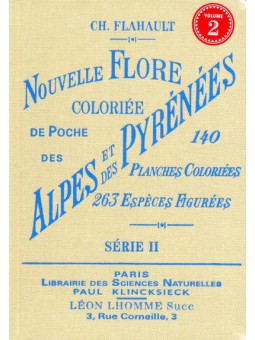 CH. FLAHAULT
VOLUME
2
NOUVELLE FLORE
COLORIÉE
DE POCHE
DES
ALPES ET DES PYRÉNÉES
140
PLANCHES COLORIÉES
263 ESPÈCES FIGURÉES
SÉRIE II
PARIS
LIBRAIRIE DES SCIENCES NATURELLES
PAUL KLINCKSIECK
LÉON LHOMME Succr
3, Rue Corneille, 3